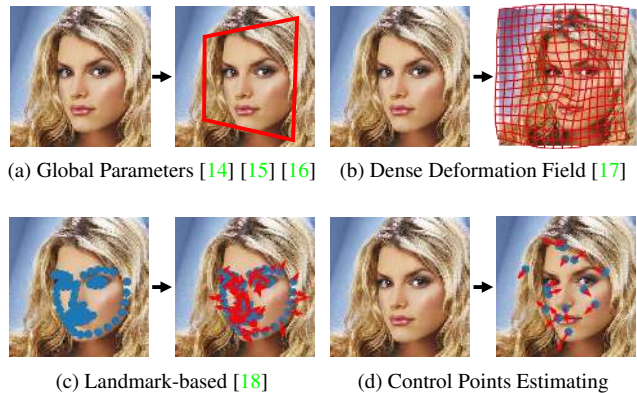 (a) Global Parameters [14] [15] [16]
(b) Dense Deformation Field [17]
(c) Landmark-based [18]
(d) Control Points Estimating